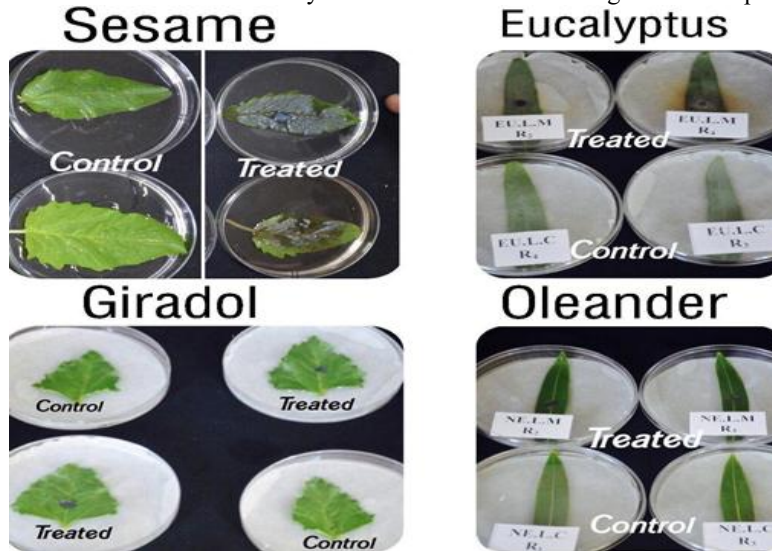 Sesame
Control
Treated
Eucalyptus
EU.L.M
EU.L.M
Treated
EU.L.C
EU.L.C
Control
Giradol
Control
Treated
Treated
Control
Oleander
NE.L.M
NE.L.M
Treated
NE.L.C
NE.L.C
Control